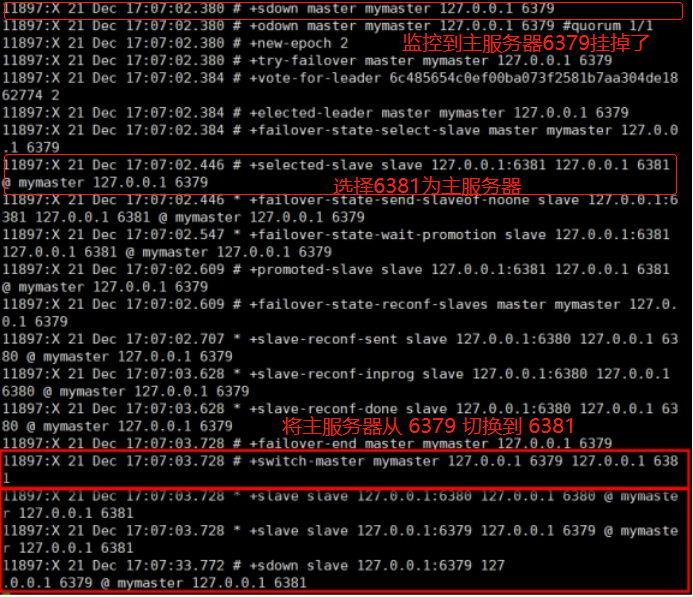 11897:X 21 Dec 17:07:02.380 # +sdown master mymaster 127.0.0.1 6379
11897:X 21 Dec 17:07:02.380 # +odown master mymaster 127.0.0.1 6379 #quorum 1/1
11897:X 21 Dec 17:07:02.380 # +new-epoch 2
监控到主服务器6379挂掉了
11897:X 21 Dec 17:07:02.380 # +try-failover master mymaster 127.0.0.1 6379
11897:X 21 Dec 17:07:02.384 # +vote-for-leader 6c485654c0ef00ba073f2581b7aa304de18
62774 2
11897:X 21 Dec 17:07:02.384 # +elected-leader master mymaster 127.0.0.1 6379
11897:X 21 Dec 17:07:02.384 # +failover-state-select-slave master mymaster 127.0.0
.1 6379
11897:X 21 Dec 17:07:02.446 # +selected-slave slave 127.0.0.1:6381 127.0.0.1 6381
@ mymaster 127.0.0.1 6379
选择6381为主服务器
11897:X 21 Dec 17:07:02.446 * +failover-state-send-slaveof-noone slave 127.0.0.1:6
381 127.0.0.1 6381 @ mymaster 127.0.0.1 6379
11897:X 21 Dec 17:07:02.547 * +failover-state-wait-promotion slave 127.0.0.1:6381
127.0.0.1 6381 @ mymaster 127.0.0.1 6379
11897:X 21 Dec 17:07:02.609 # +promoted-slave slave 127.0.0.1:6381 127.0.0.1 6381
@ mymaster 127.0.0.1 6379
11897:X 21 Dec 17:07:02.609 # +failover-state-reconf-slaves master mymaster 127.0.
0.1 6379
11897:X 21 Dec 17:07:02.707 * +slave-reconf-sent slave 127.0.0.1:6380 127.0.0.1 63
80 @ mymaster 127.0.0.1 6379
11897:X 21 Dec 17:07:03.628 * +slave-reconf-inprog slave 127.0.0.1:6380 127.0.0.1
6380 @ mymaster 127.0.0.1 6379
11897:X 21 Dec 17:07:03.628 * +slave-reconf-done slave 127.0.0.1:6380 127.0.0.1 63
80 @ mymaster 127.0.0.1 6379
将主服务器从 6379 切换到 6381
11897:X 21 Dec 17:07:03.728 # +failover-end master mymaster 127.0.0.1 6379
11897:X 21 Dec 17:07:03.728 # +switch-master mymaster 127.0.0.1 6379 127.0.0.1 638
1
11897:X 21 Dec 17:07:03.728 * +slave slave 127.0.0.1:6380 127.0.0.1 6380 @ mymaste
r 127.0.0.1 6381
11897:X 21 Dec 17:07:03.728 * +slave slave 127.0.0.1:6379 127.0.0.1 6379 @ mymaste
r 127.0.0.1 6381
11897:X 21 Dec 17:07:33.772 # +sdown slave 127.0.0.1:6379 127
.0.0.1 6379 @ mymaster 127.0.0.1 6381